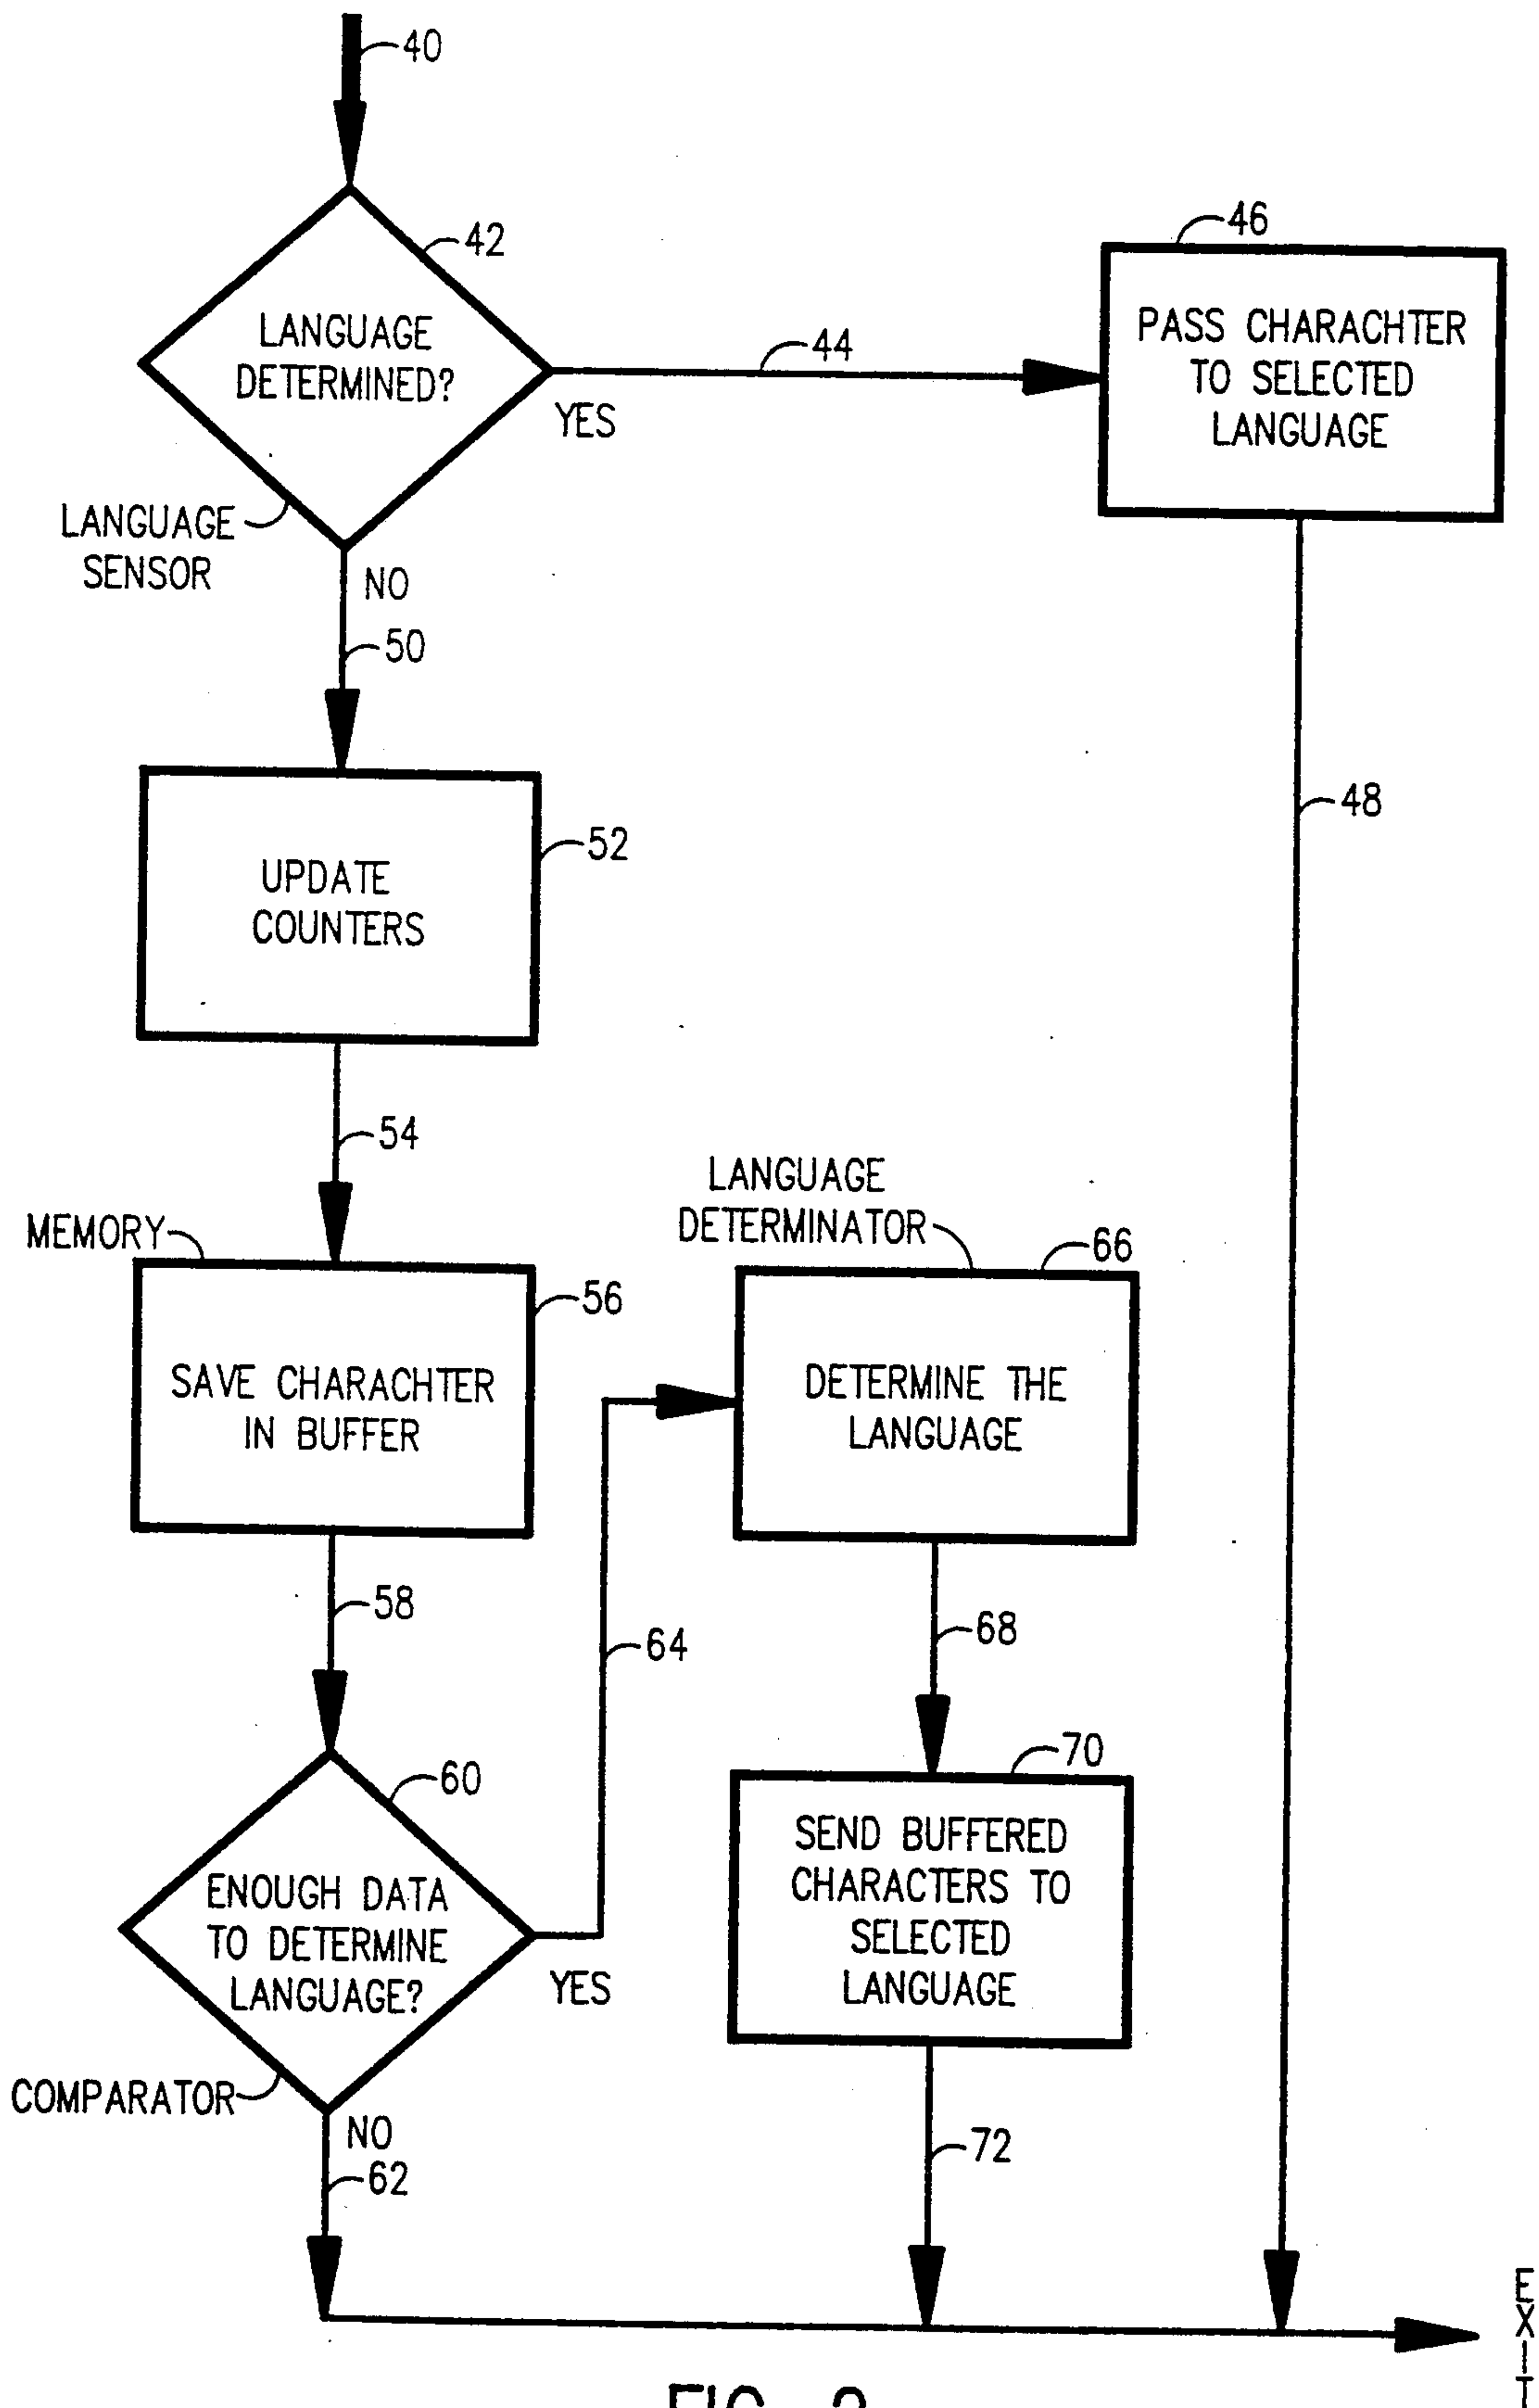 40
42
LANGUAGE
DETERMINED?
YES
44
46
PASS CHARACHTER
TO SELECTED
LANGUAGE
LANGUAGE
SENSOR
NO
50
48
52
UPDATE
COUNTERS
54
MEMORY
56
SAVE CHARACHTER
IN BUFFER
LANGUAGE
DETERMINATOR
66
DETERMINE THE
LANGUAGE
58
64
68
60
ENOUGH DATA
TO DETERMINE
LANGUAGE?
YES
COMPARATOR
NO
62
70
SEND BUFFERED
CHARACTERS TO
SELECTED
LANGUAGE
72
EXIT